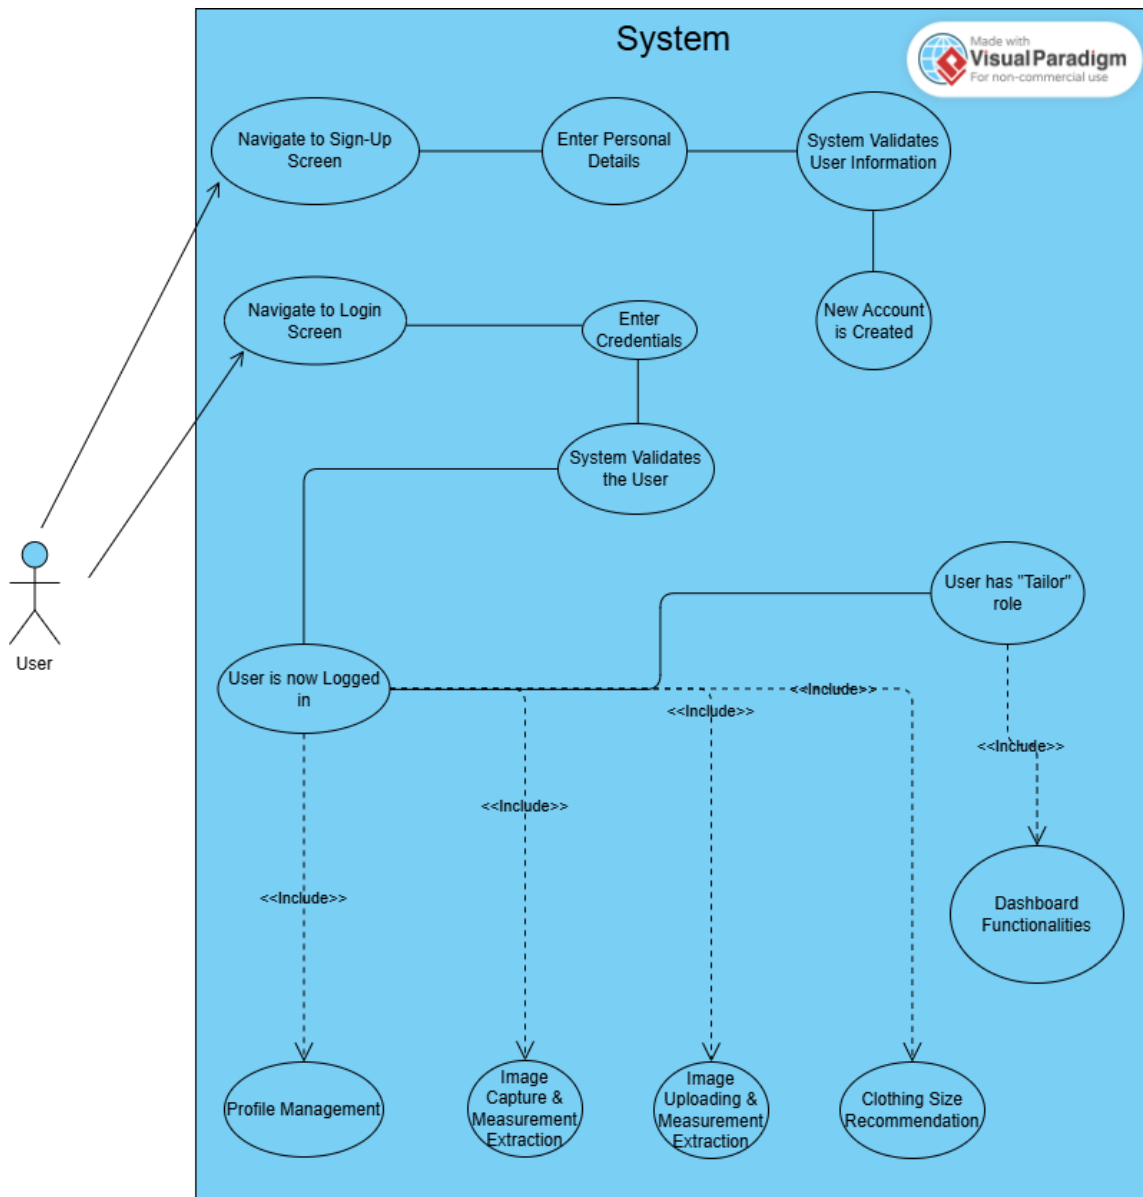 System
Made with
Visual Paradigm
For non-commercial use
Navigate to Sign-Up
Screen
Enter Personal
Details
System Validates
User Information
New Account
is Created
Navigate to Login
Screen
Enter
Credentials
System Validates
the User
User has "Tailor"
role
User
User is now Logged
in
<<Include>>
<<Include>>
<<Include>>
<<Include>>
<<Include>>
Dashboard
Functionalities
Profile Management
Image
Capture &
Measurement
Extraction
Image
Uploading &
Measurement
Extraction
Clothing Size
Recommendation